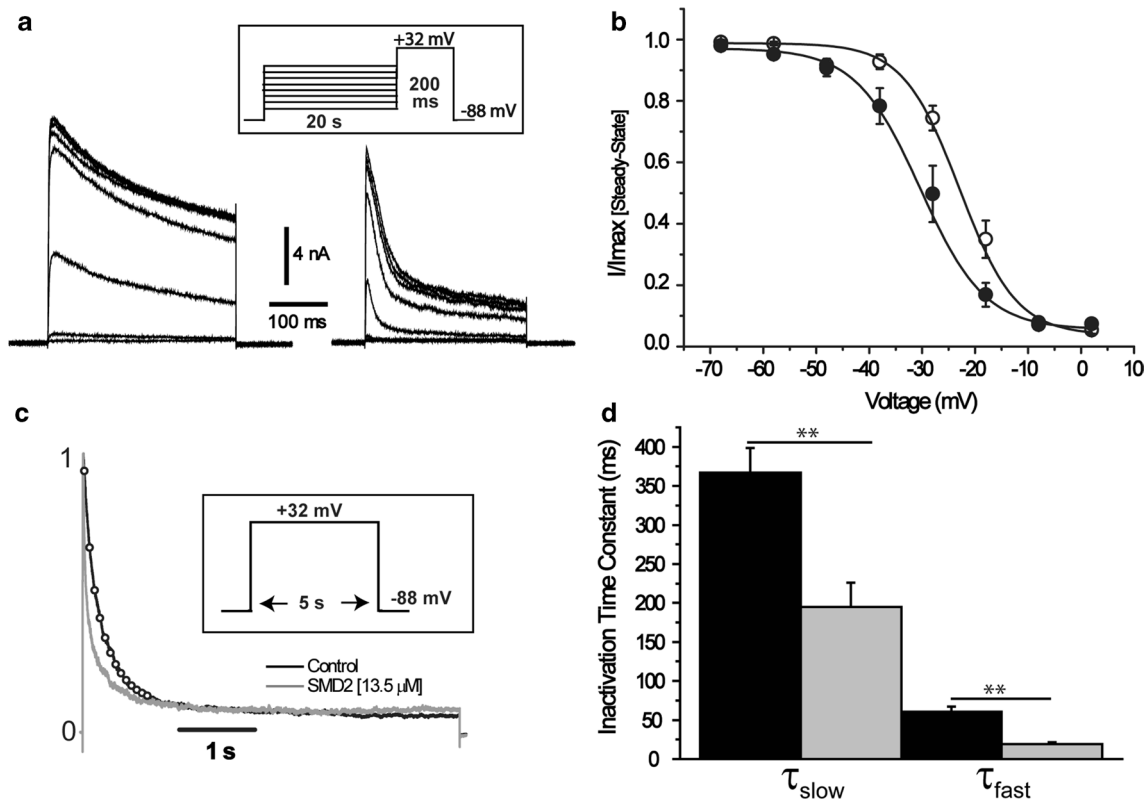 a
+32 mV
200
ms
-88 mV
20 s
4 nA
100 ms
b
I/Imax [Steady-State]
1.0
0.8
0.6
0.4
0.2
0.0
-70 -60 -50 -40 -30 -20 -10 0 10
Voltage (mV)
c
1
0
+32 mV
5 s
-88 mV
Control
SMD2 [13.5 µM]
1 s
d
Inactivation Time Constant (ms)
400
350
300
250
200
150
100
50
0
**
**
τslow
τfast